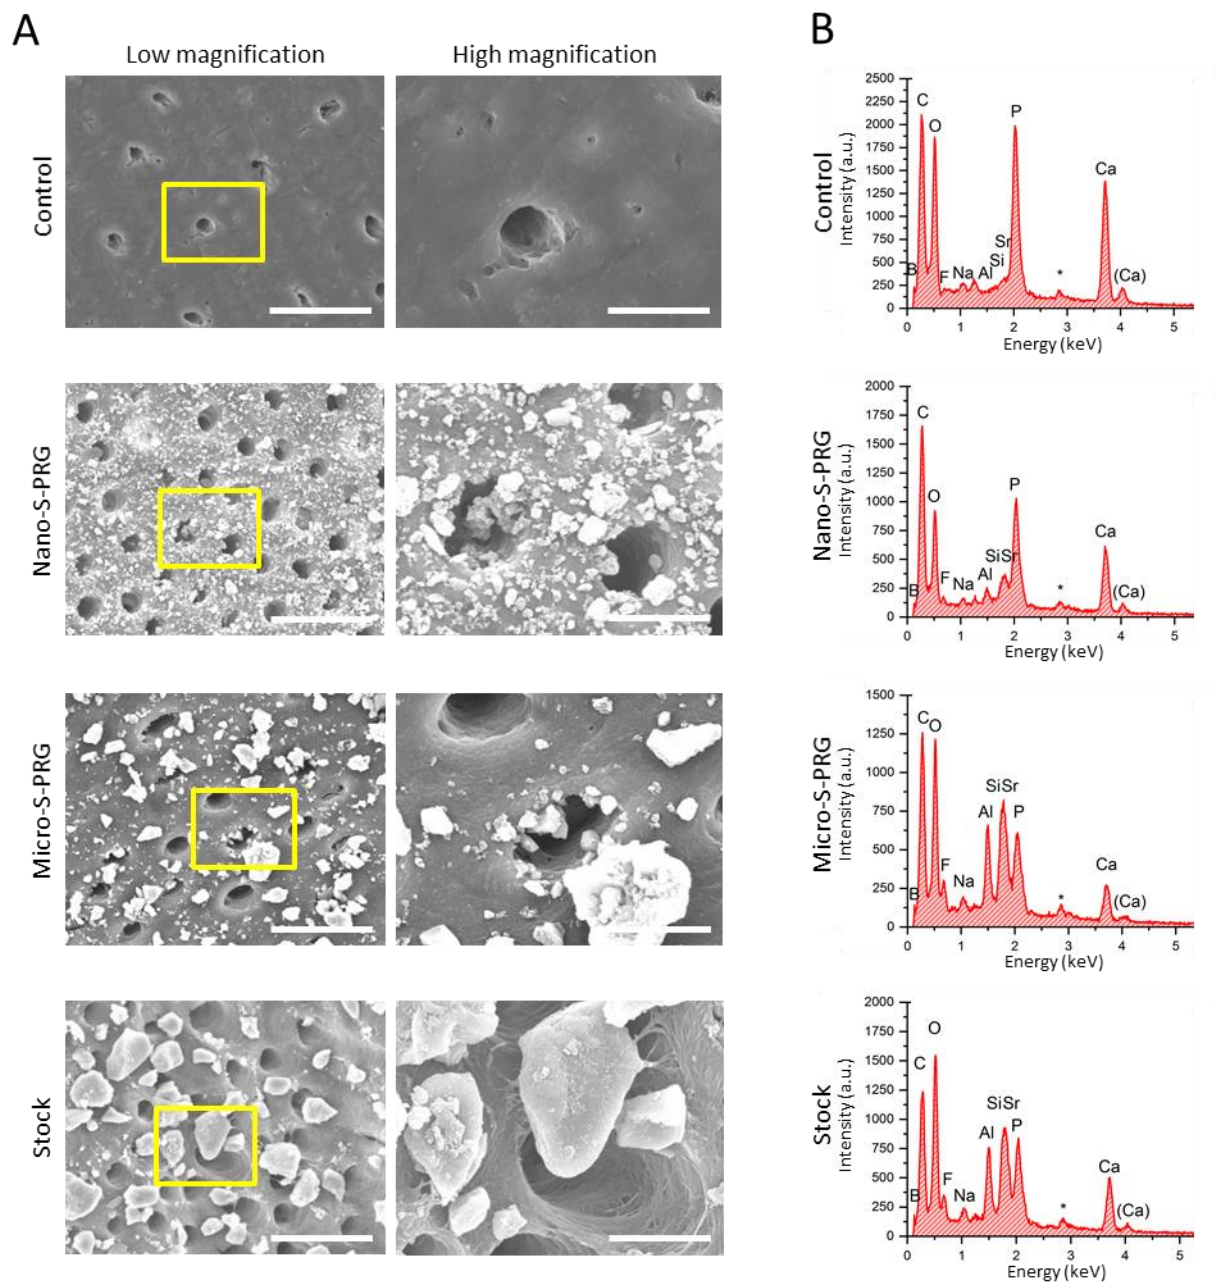 A
B
Low magnification
High magnification
Control
Nano-S-PRG
Micro-S-PRG
Stock
Control
Intensity (a.u.)
2500
2250
2000
1750
1500
1250
1000
750
500
250
0
C
O
B
F
Na
Al
Si
Sr
P
*
Ca
(Ca)
0 1 2 3 4 5
Energy (keV)
Nano-S-PRG
Intensity (a.u.)
2000
1750
1500
1250
1000
750
500
250
0
C
O
B
F
Na
Al
SiSr
P
*
Ca
(Ca)
0 1 2 3 4 5
Energy (keV)
Micro-S-PRG
Intensity (a.u.)
1500
1250
1000
750
500
250
0
C
O
B
F
Na
Al
SiSr
P
*
Ca
(Ca)
0 1 2 3 4 5
Energy (keV)
Stock
Intensity (a.u.)
2000
1750
1500
1250
1000
750
500
250
0
C
O
B
F
Na
Al
SiSr
P
*
Ca
(Ca)
0 1 2 3 4 5
Energy (keV)